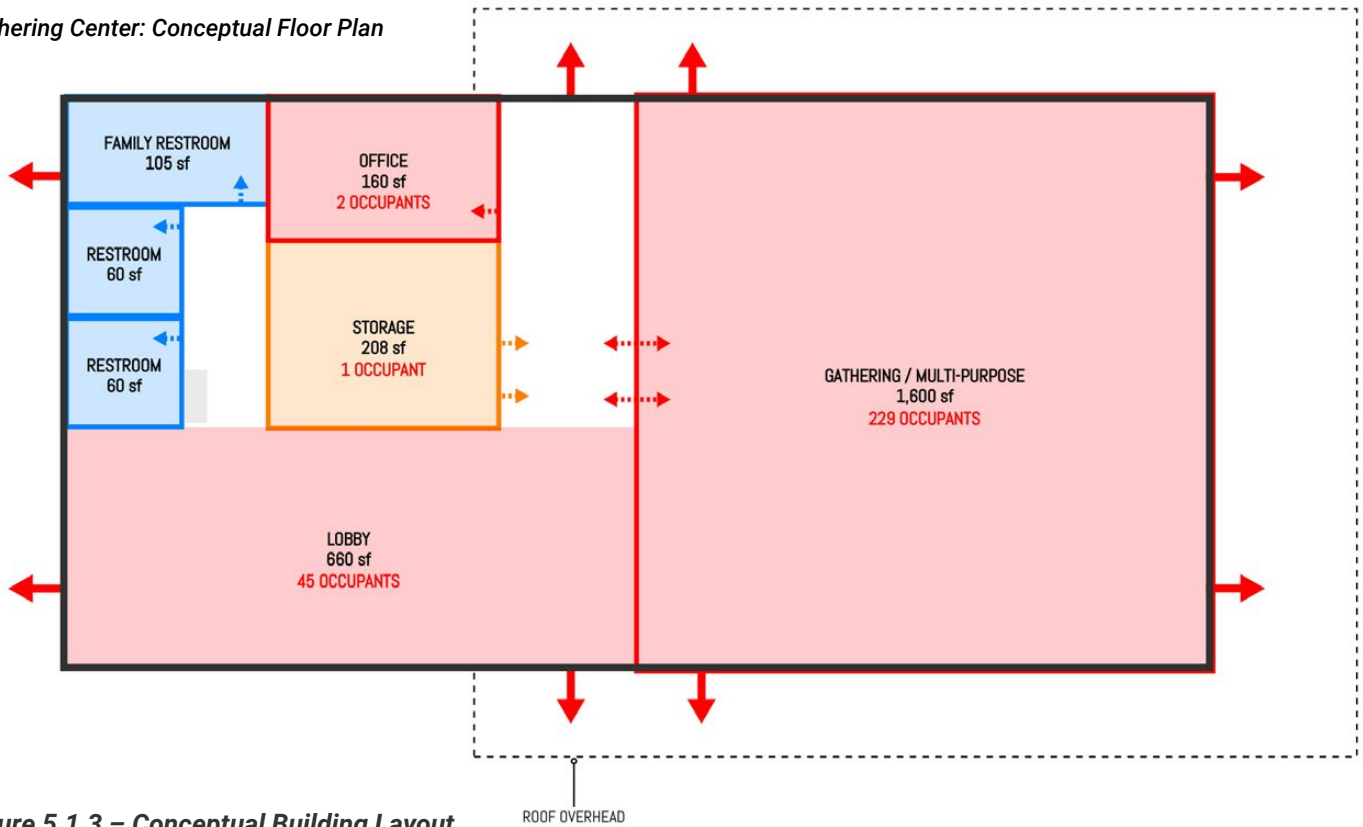 hering Center: Conceptual Floor Plan
FAMILY RESTROOM
105 sf
OFFICE
160 sf
2 OCCUPANTS
RESTROOM
60 sf
STORAGE
208 sf
1 OCCUPANT
RESTROOM
60 sf
GATHERING / MULTI-PURPOSE
1,600 sf
229 OCCUPANTS
LOBBY
660 sf
45 OCCUPANTS
ROOF OVERHEAD
ure 5.1.3 – Conceptual Building Layout